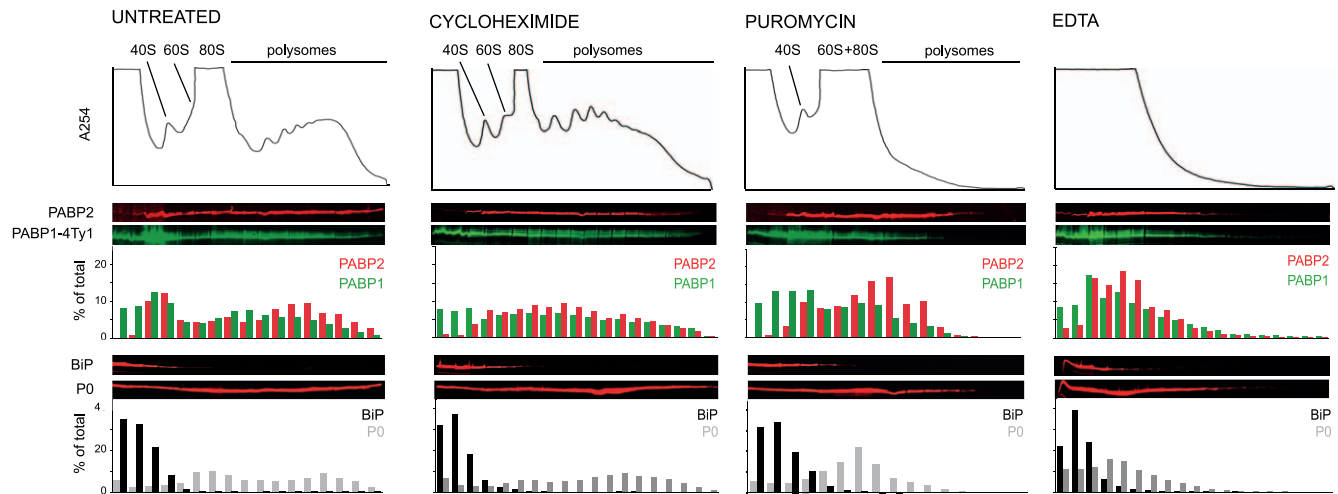 UNTREATED CYCLOHEXIMIDE PUROMYCIN EDTA
40S 60S 80S polysomes 40S 60S 80S polysomes 40S 60S+80S polysomes
A254
PABP2
PABP1-4Ty1
20 PABP2 PABP2 PABP2 PABP2
PABP1 PABP1 PABP1 PABP1
10
0
% of total
BiP
P0
4 BiP BiP BiP BiP
P0 P0 P0 P0
20
0
% of total